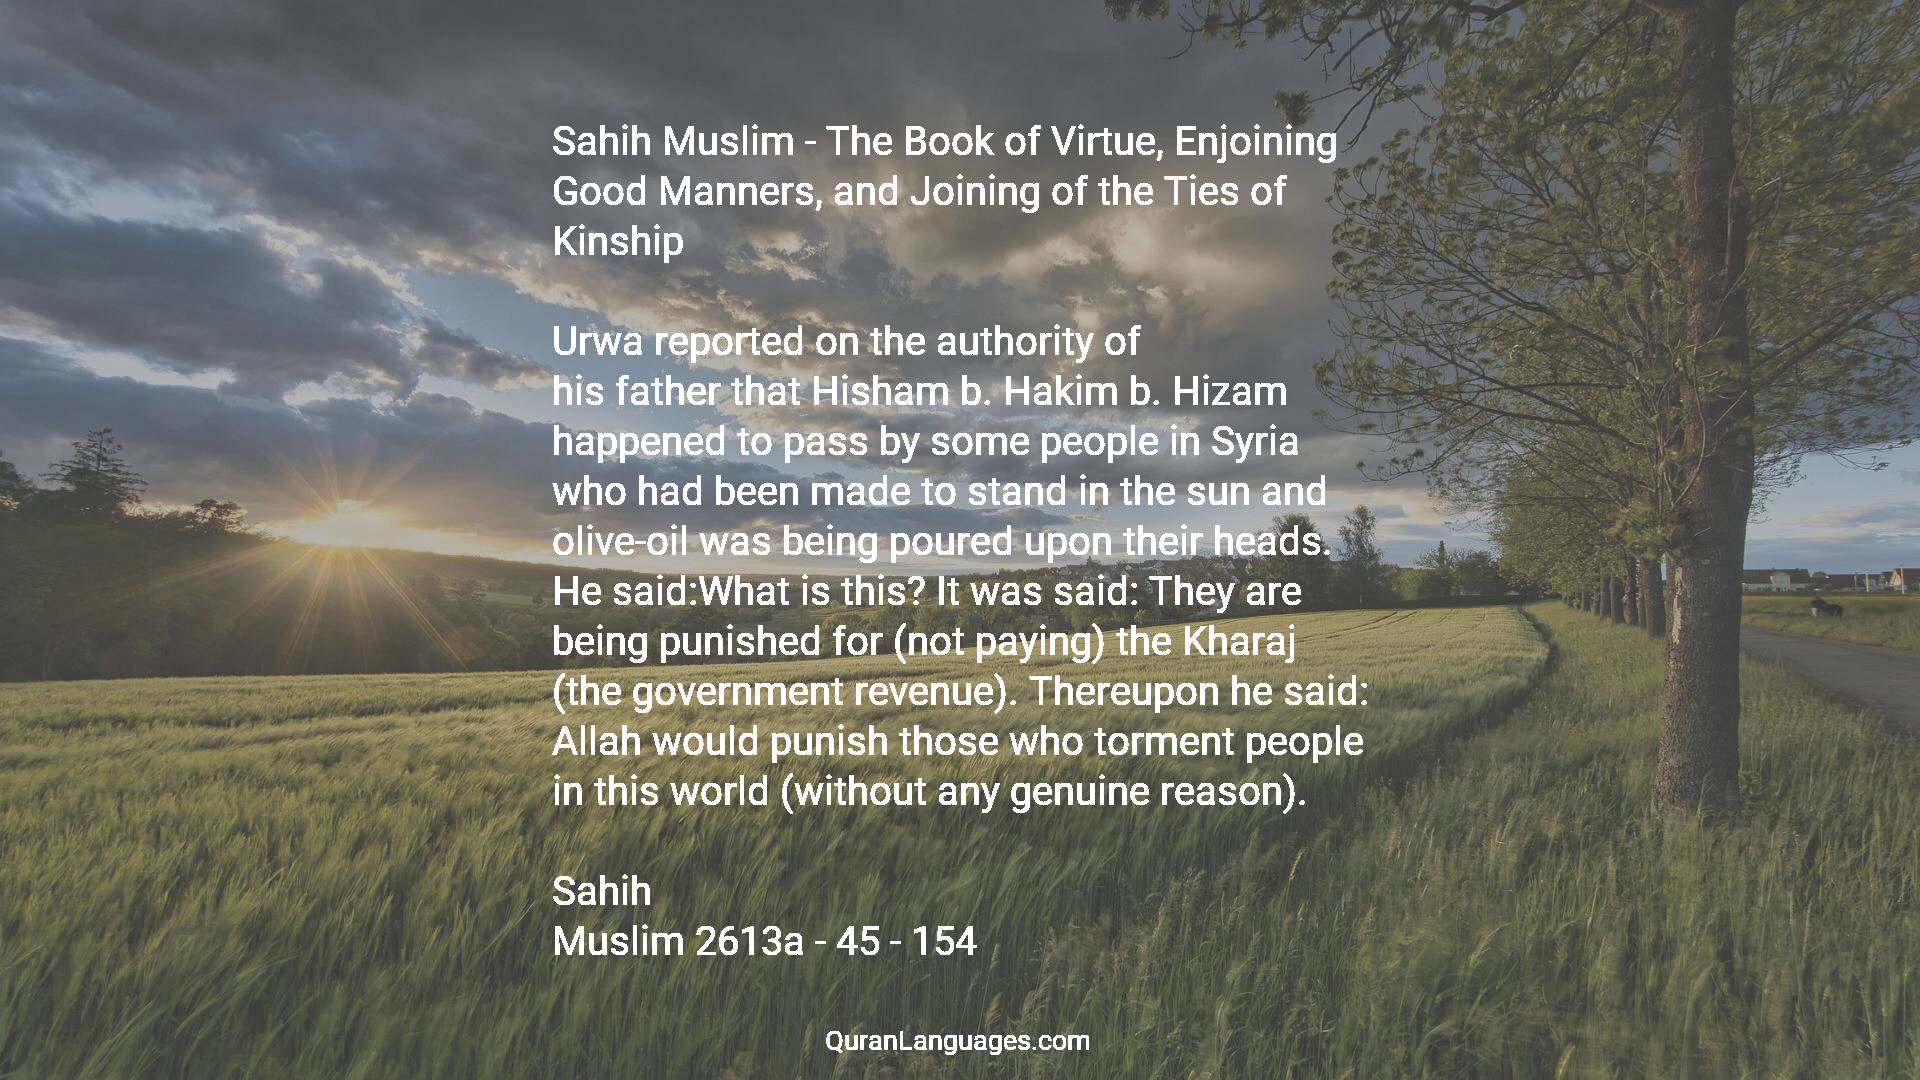 Sahih Muslim - The Book of Virtue, Enjoining
Good Manners, and Joining of the Ties of
Kinship
Urwa reported on the authority of
his father that Hisham b. Hakim b. Hizam
happened to pass by some people in Syria
who had been made to stand in the sun and
olive-oil was being poured upon their heads.
He said:What is this? It was said: They are
being punished for (not paying) the Kharaj
(the government revenue). Thereupon he said:
Allah would punish those who torment people
in this world (without any genuine reason).
Sahih
Muslim 2613a - 45 - 154
QuranLanguages.com